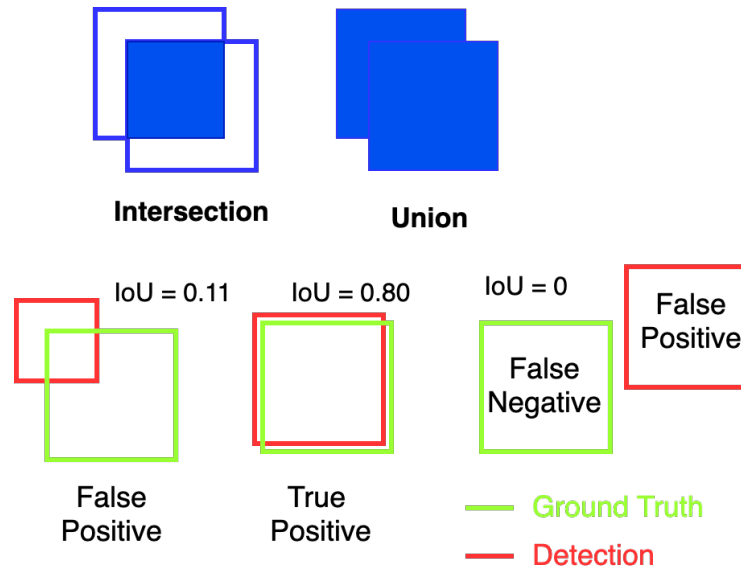 Intersection
Union
IoU = 0.11
IoU = 0.80
IoU = 0
False
Positive
False
Negative
False
Positive
True
Positive
Ground Truth
Detection